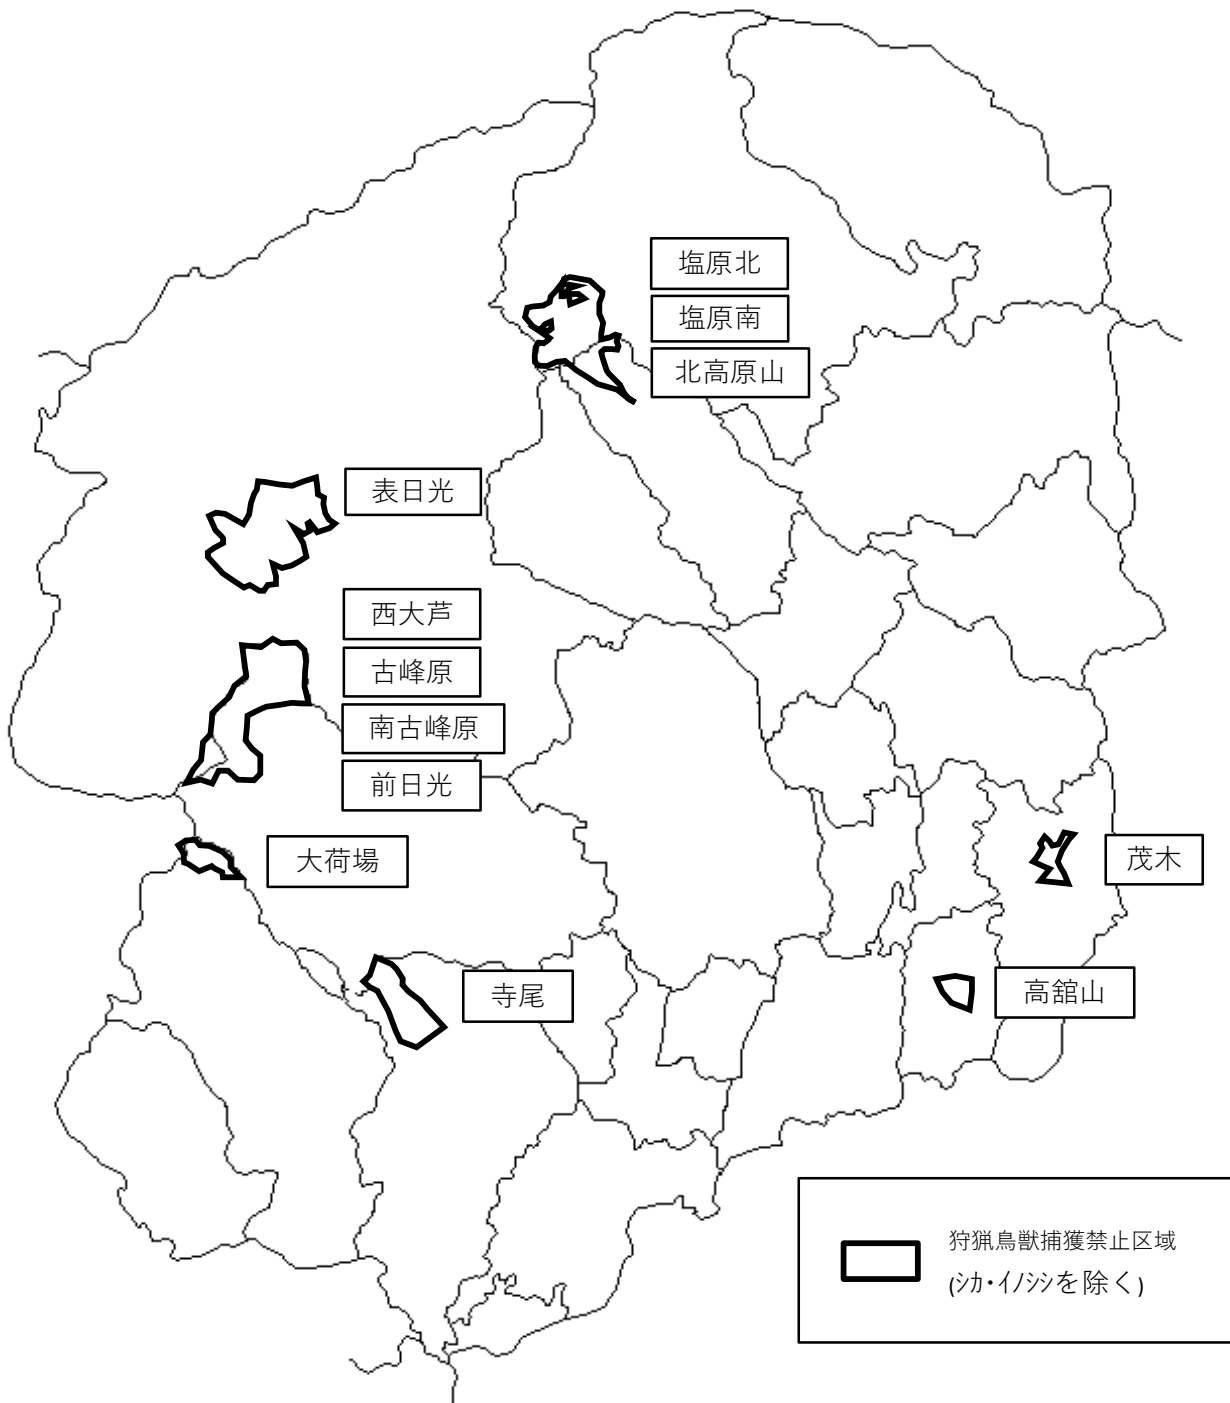 塩原北
塩原南
北高原山
表日光
西大芦
古峰原
南古峰原
前日光
大荷場
茂木
寺尾
高舘山
狩猟鳥獣捕獲禁止区域
(ｼｶ・ｲﾉｼｼを除く)